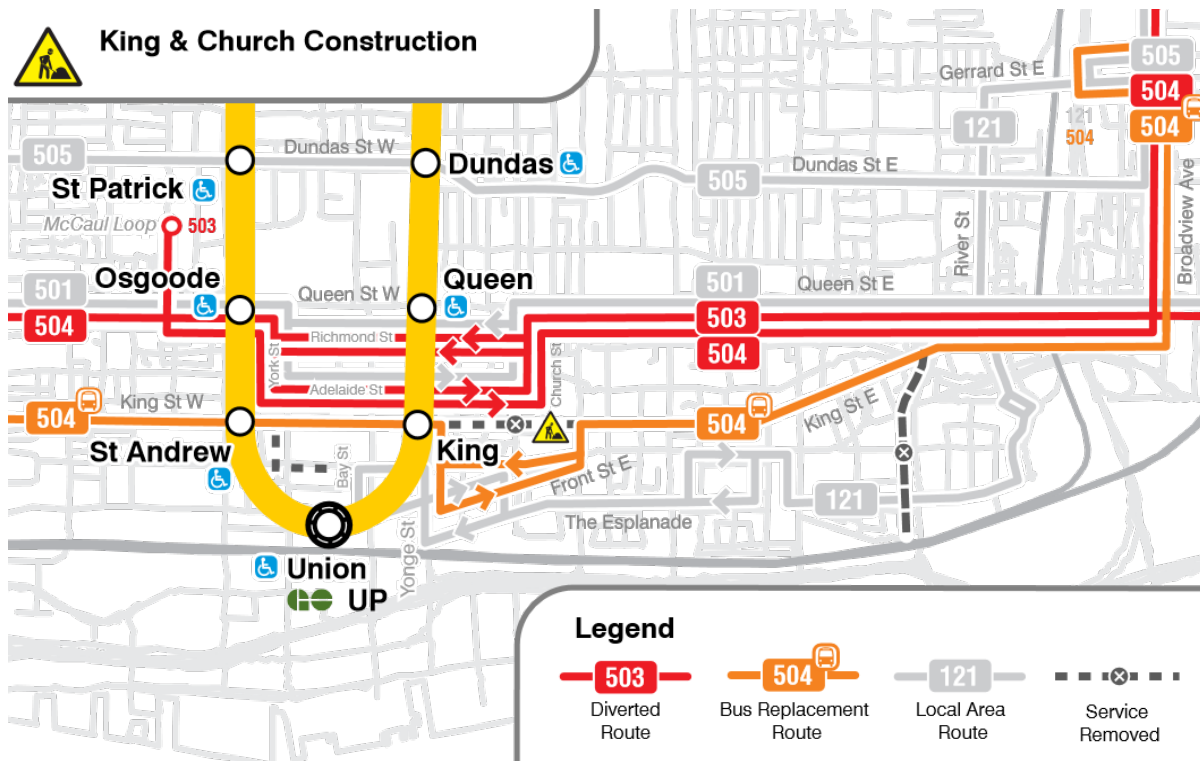 King & Church Construction
505
Gerrard St E
504
121
121
504
504
505
Dundas St W
Dundas
505
Dundas St E
St Patrick
McCaul Loop
503
River St
Broadview Ave
Osgoode
Queen
501
Queen St W
501
Queen St E
504
503
Richmond St
504
York St
Church St
Adelaide St
504
King St W
504
King St E
St Andrew
Bay St
King
Front St E
121
The Esplanade
Yonge St
Union
GO UP
Legend
503
504
121
Diverted
Route
Bus Replacement
Route
Local Area
Route
Service
Removed